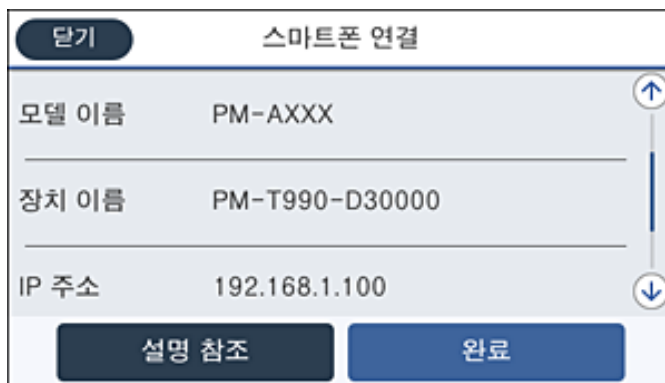 닫기 스마트폰 연결
모델 이름 PM-AXXX
장치 이름 PM-T990-D30000
IP 주소 192.168.1.100
설명 참조 완료